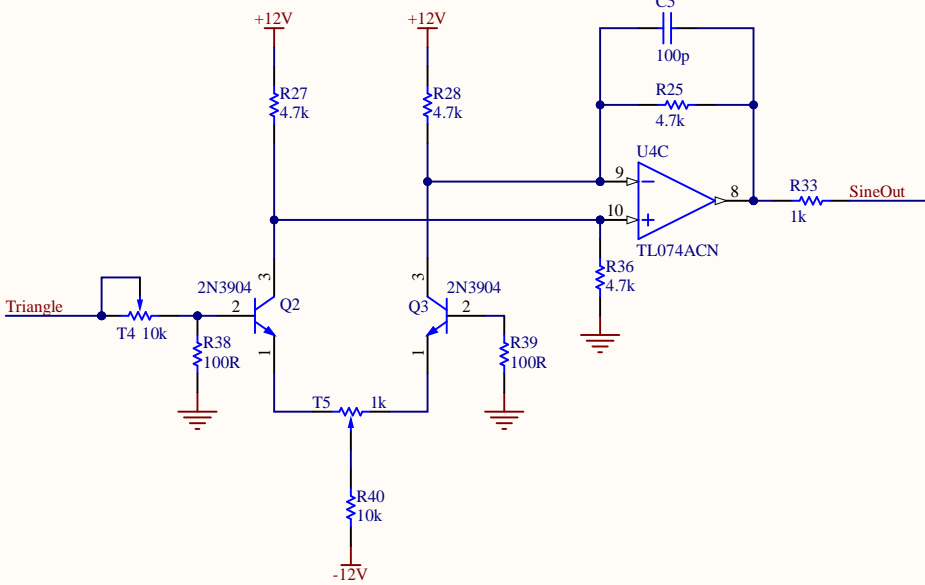 C5
+12V
+12V
100p
R27
4.7k
R28
4.7k
R25
4.7k
U4C
9
8
R33
SineOut
1k
10
TL074ACN
3
3
R36
4.7k
2N3904
2N3904
Triangle
2
Q2
Q3
2
T4 10k
R38
100R
1
1
R39
100R
T5
1k
R40
10k
-12V